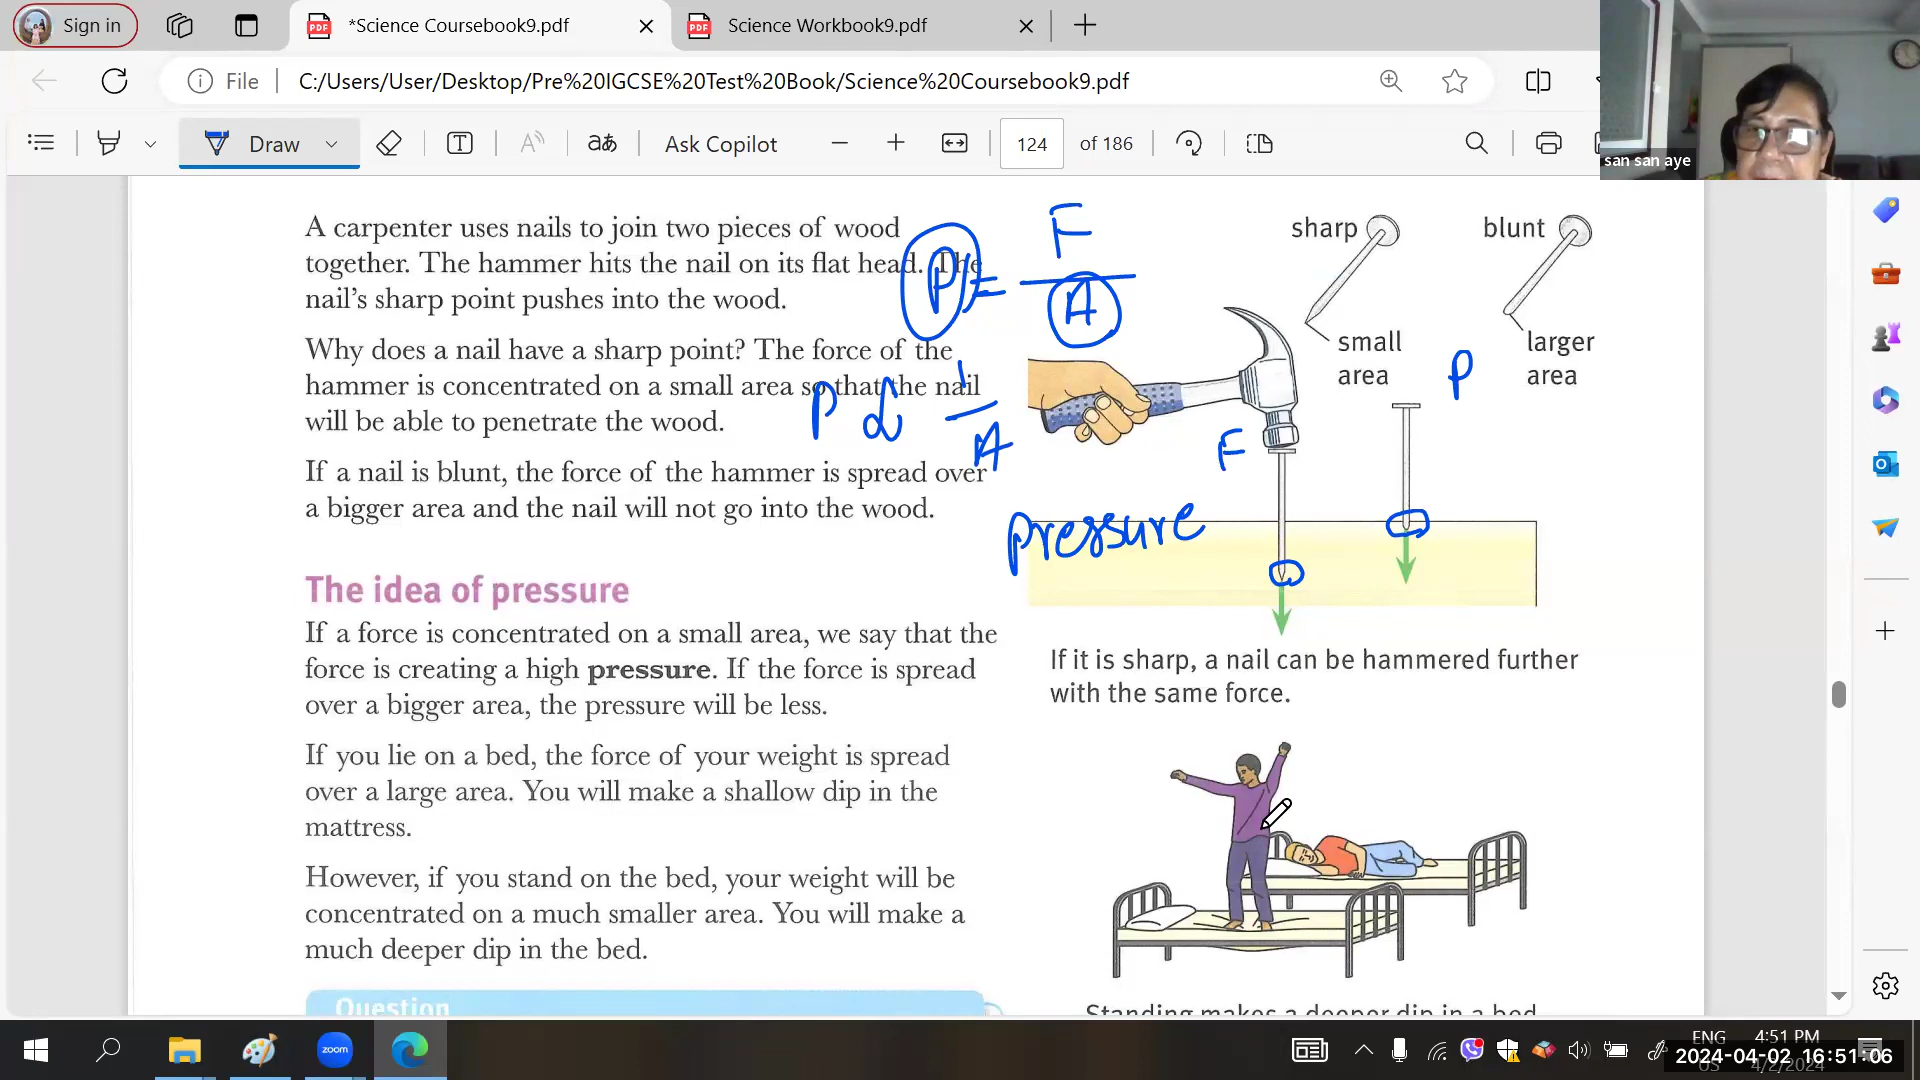 Sign in
*Science Coursebook9.pdf
Science Workbook9.pdf
File
C:/Users/User/Desktop/Pre%20IGCSE%20Test%20Book/Science%20Coursebook9.pdf
Draw
Ask Copilot
124 of 186
san san aye
A carpenter uses nails to join two pieces of wood
together. The hammer hits the nail on its flat head. The
nail's sharp point pushes into the wood.
Why does a nail have a sharp point? The force of the
hammer is concentrated on a small area so that the nail
will be able to penetrate the wood.
If a nail is blunt, the force of the hammer is spread over
a bigger area and the nail will not go into the wood.
P = F
A
P ∝ 1
A
sharp
small
area
blunt
larger
area
P
F
Pressure
If it is sharp, a nail can be hammered further
with the same force.
The idea of pressure
If a force is concentrated on a small area, we say that the
force is creating a high pressure. If the force is spread
over a bigger area, the pressure will be less.
If you lie on a bed, the force of your weight is spread
over a large area. You will make a shallow dip in the
mattress.
However, if you stand on the bed, your weight will be
concentrated on a much smaller area. You will make a
much deeper dip in the bed.
Question
Standing makes a deeper dip in a bed
zoom
ENG
4:51 PM
2024-04-02 16:51:06